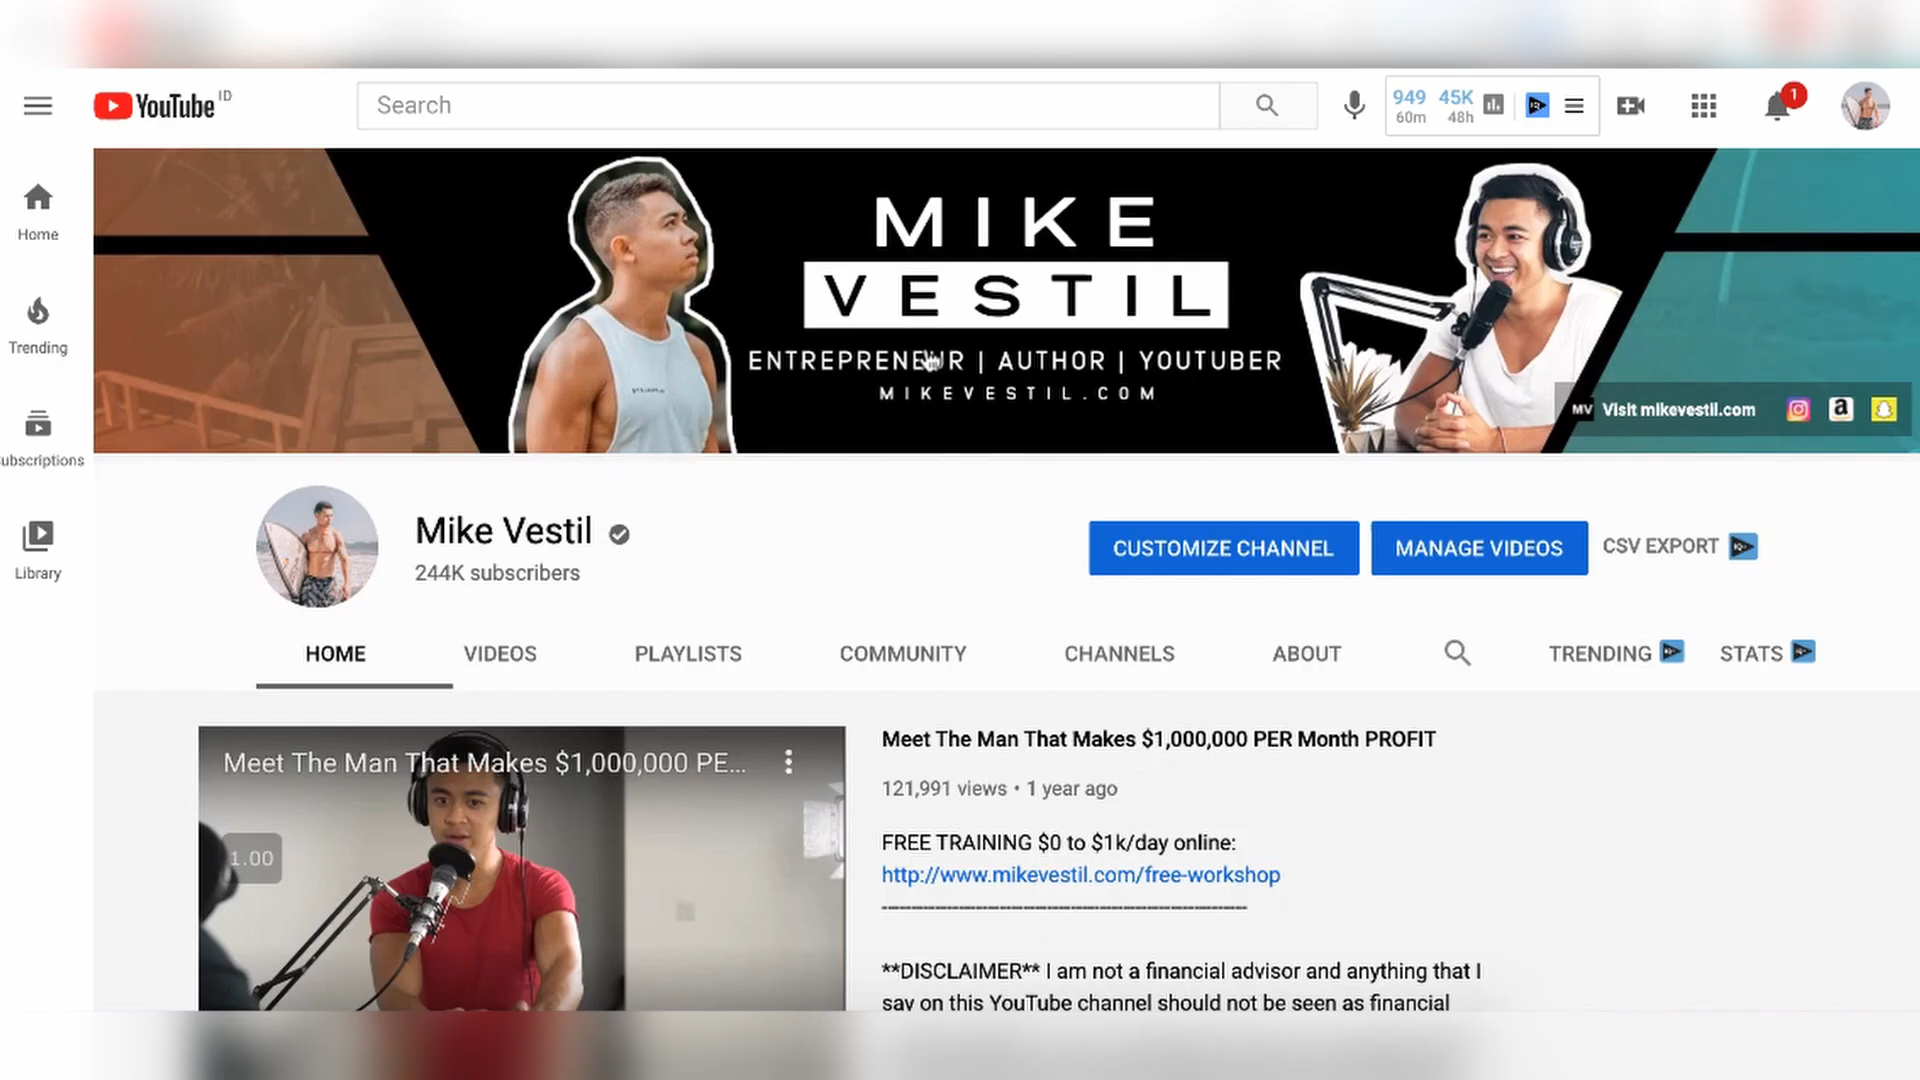 YouTube ID
Search
949 45K
60m 48h
1
Home
Trending
ubscriptions
Library
MIKE
VESTIL
ENTREPRENEUR | AUTHOR | YOUTUBER
MIKEVESTIL.COM
MV Visit mikevestil.com
Mike Vestil
244K subscribers
CUSTOMIZE CHANNEL
MANAGE VIDEOS
CSV EXPORT
HOME
VIDEOS
PLAYLISTS
COMMUNITY
CHANNELS
ABOUT
TRENDING
STATS
Meet The Man That Makes $1,000,000 PE...
1.00
Meet The Man That Makes $1,000,000 PER Month PROFIT
121,991 views • 1 year ago
FREE TRAINING $0 to $1k/day online:
http://www.mikevestil.com/free-workshop
**DISCLAIMER** I am not a financial advisor and anything that I
say on this YouTube channel should not be seen as financial